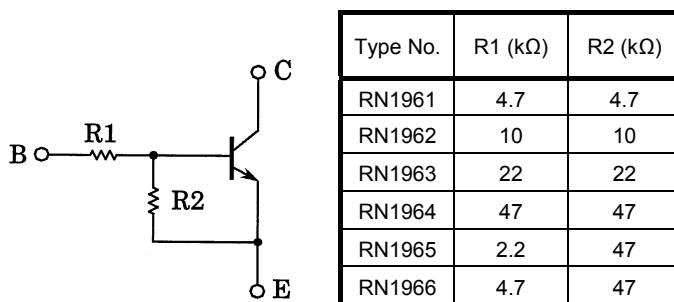 C
R1
B
R2
E
Type No. R1 (kΩ) R2 (kΩ)
RN1961 4.7 4.7
RN1962 10 10
RN1963 22 22
RN1964 47 47
RN1965 2.2 47
RN1966 4.7 47